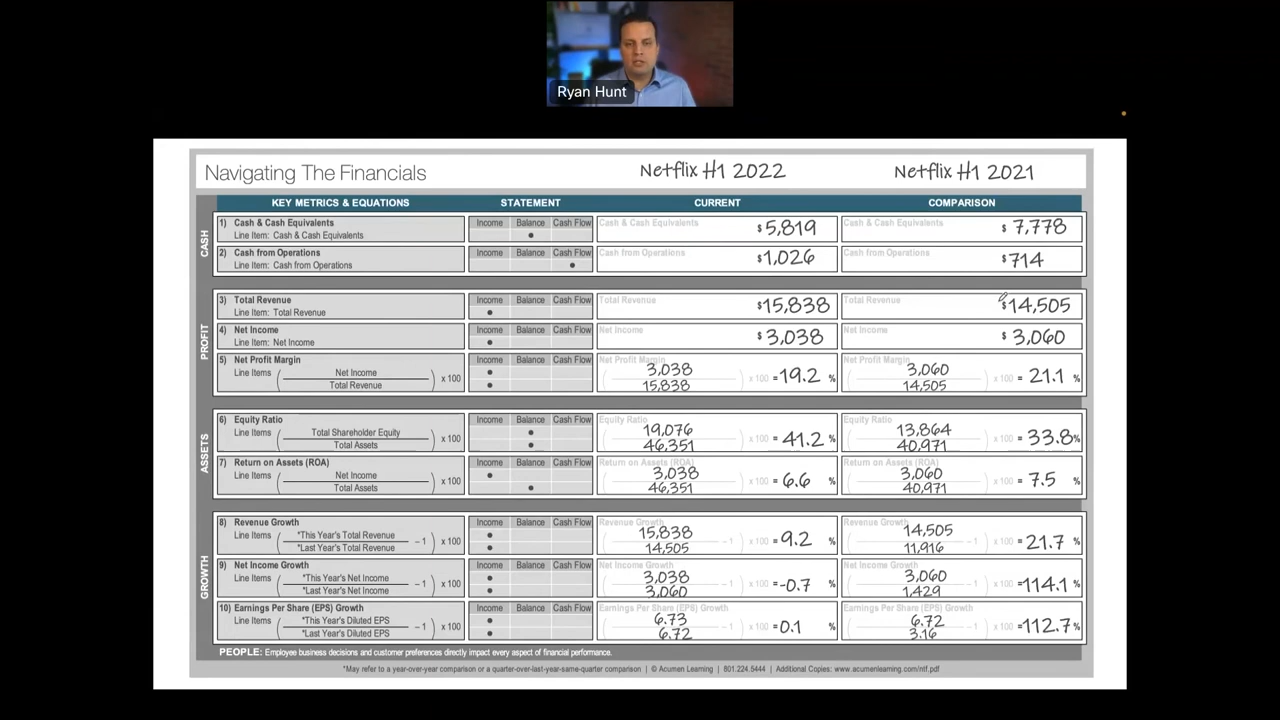 Ryan Hunt
Navigating The Financials
Netflix H1 2022
Netflix H1 2021
KEY METRICS & EQUATIONS
STATEMENT
CURRENT
COMPARISON
CASH
1) Cash & Cash Equivalents
Line Item: Cash & Cash Equivalents
Income Balance Cash Flow
Cash & Cash Equivalents
$5,819
Cash & Cash Equivalents
$ 7,778
2) Cash from Operations
Line Item: Cash from Operations
Income Balance Cash Flow
Cash from Operations
$1,026
Cash from Operations
$714
PROFIT
3) Total Revenue
Line Item: Total Revenue
Income Balance Cash Flow
Total Revenue
$15,838
Total Revenue
$14,505
4) Net Income
Line Item: Net Income
Income Balance Cash Flow
Net Income
$ 3,038
Net Income
$ 3,060
5) Net Profit Margin
Line Items ( Net Income
Total Revenue ) x 100
Income Balance Cash Flow
Net Profit Margin
3,038
15,838
x 100 = 19.2 %
Net Profit Margin
3,060
14,505
x 100 = 21.1 %
ASSETS
6) Equity Ratio
Line Items ( Total Shareholder Equity
Total Assets ) x 100
Income Balance Cash Flow
Equity Ratio
19,076
46,351
x 100 = 41.2 %
Equity Ratio
13,864
40,971
x 100 = 33.8%
7) Return on Assets (ROA)
Line Items ( Net Income
Total Assets ) x 100
Income Balance Cash Flow
Return on Assets (ROA)
3,038
46,351
x 100 = 6.6 %
Return on Assets (ROA)
3,060
40,971
x 100 = 7.5 %
GROWTH
8) Revenue Growth
Line Items ( *This Year's Total Revenue
*Last Year's Total Revenue – 1 ) x 100
Income Balance Cash Flow
Revenue Growth
15,838
14,505
– 1 ) x 100 = 9.2 %
Revenue Growth
14,505
11,916
– 1 ) x 100 = 21.7 %
9) Net Income Growth
Line Items ( *This Year's Net Income
*Last Year's Net Income – 1 ) x 100
Income Balance Cash Flow
Net Income Growth
3,038
3,060
– 1 ) x 100 = -0.7 %
Net Income Growth
3,060
1,429
– 1 ) x 100 = 114.1 %
10) Earnings Per Share (EPS) Growth
Line Items ( *This Year's Diluted EPS
*Last Year's Diluted EPS – 1 ) x 100
Income Balance Cash Flow
Earnings Per Share (EPS) Growth
6.73
6.72
– 1 ) x 100 = 0.1 %
Earnings Per Share (EPS) Growth
6.72
3.16
– 1 ) x 100 = 112.7 %
PEOPLE: Employee business decisions and customer preferences directly impact every aspect of financial performance.
*May refer to a year-over-year comparison or a quarter-over-last-year-same-quarter comparison | © Acumen Learning | 801.224.5444 | Additional Copies: www.acumenlearning.com/ntf.pdf